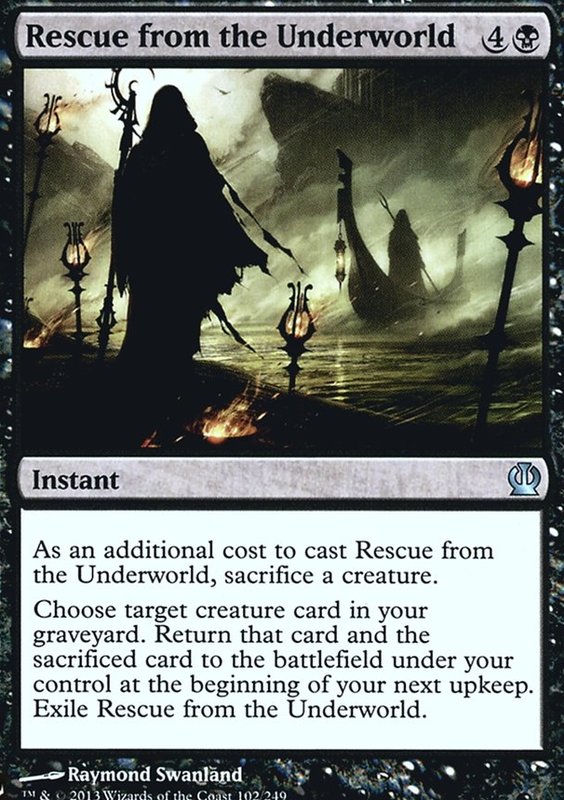 Rescue from the Underworld 4
Instant
As an additional cost to cast Rescue from
the Underworld, sacrifice a creature.
Choose target creature card in your
graveyard. Return that card and the
sacrificed card to the battlefield under your
control at the beginning of your next upkeep.
Exile Rescue from the Underworld.
Raymond Swanland
™ & © 2013 Wizards of the Coast 102/249